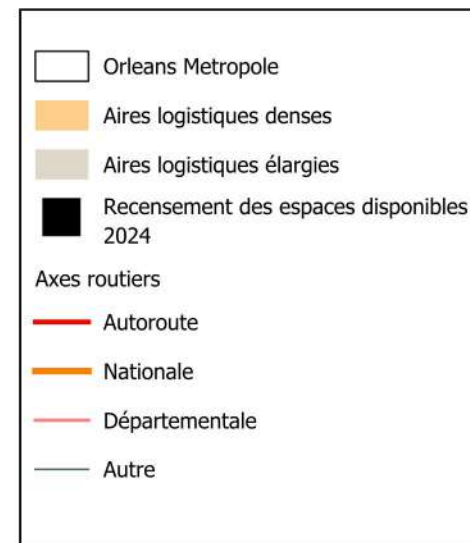 Orleans Metropole
Aires logistiques denses
Aires logistiques élargies
Recensement des espaces disponibles
2024
Axes routiers
Autoroute
Nationale
Départementale
Autre